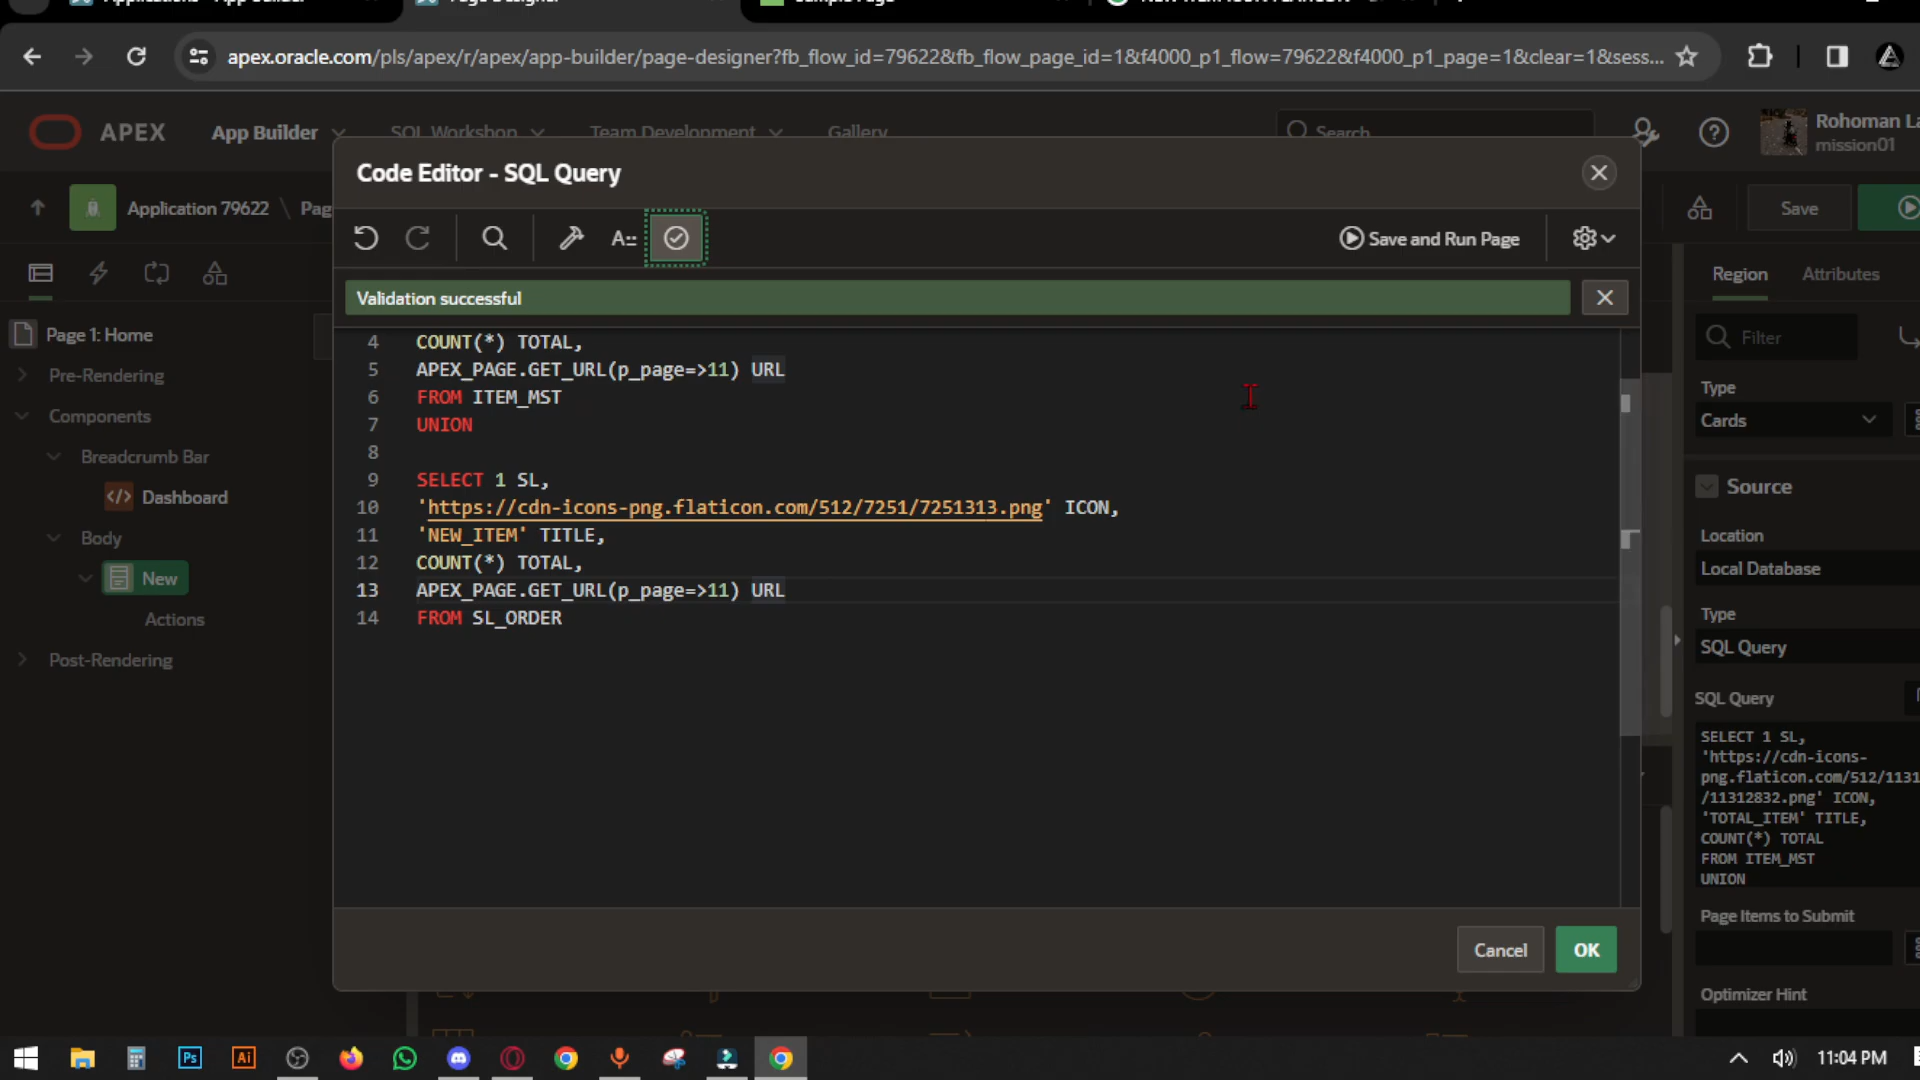 apex.oracle.com/pls/apex/r/apex/app-builder/page-designer?fb_flow_id=79622&fb_flow_page_id=1&f4000_p1_flow=79622&f4000_p1_page=1&clear=1&sess...
APEX
App Builder
SQL Workshop
Team Development
Gallery
Search
Rohoman La
mission01
Application 79622 \ Pag
Save
Code Editor - SQL Query
A::
Save and Run Page
Validation successful
4 COUNT(*) TOTAL,
5 APEX_PAGE.GET_URL(p_page=>11) URL
6 FROM ITEM_MST
7 UNION
8
9 SELECT 1 SL,
10 'https://cdn-icons-png.flaticon.com/512/7251/7251313.png' ICON,
11 'NEW_ITEM' TITLE,
12 COUNT(*) TOTAL,
13 APEX_PAGE.GET_URL(p_page=>11) URL
14 FROM SL_ORDER
Cancel
OK
Page 1: Home
Pre-Rendering
Components
Breadcrumb Bar
Dashboard
Body
New
Actions
Post-Rendering
Region
Attributes
Filter
Type
Cards
Source
Location
Local Database
Type
SQL Query
SQL Query
SELECT 1 SL,
'https://cdn-icons-
png.flaticon.com/512/1131
/11312832.png' ICON,
'TOTAL_ITEM' TITLE,
COUNT(*) TOTAL
FROM ITEM_MST
UNION
Page Items to Submit
Optimizer Hint
Ps
Ai
11:04 PM